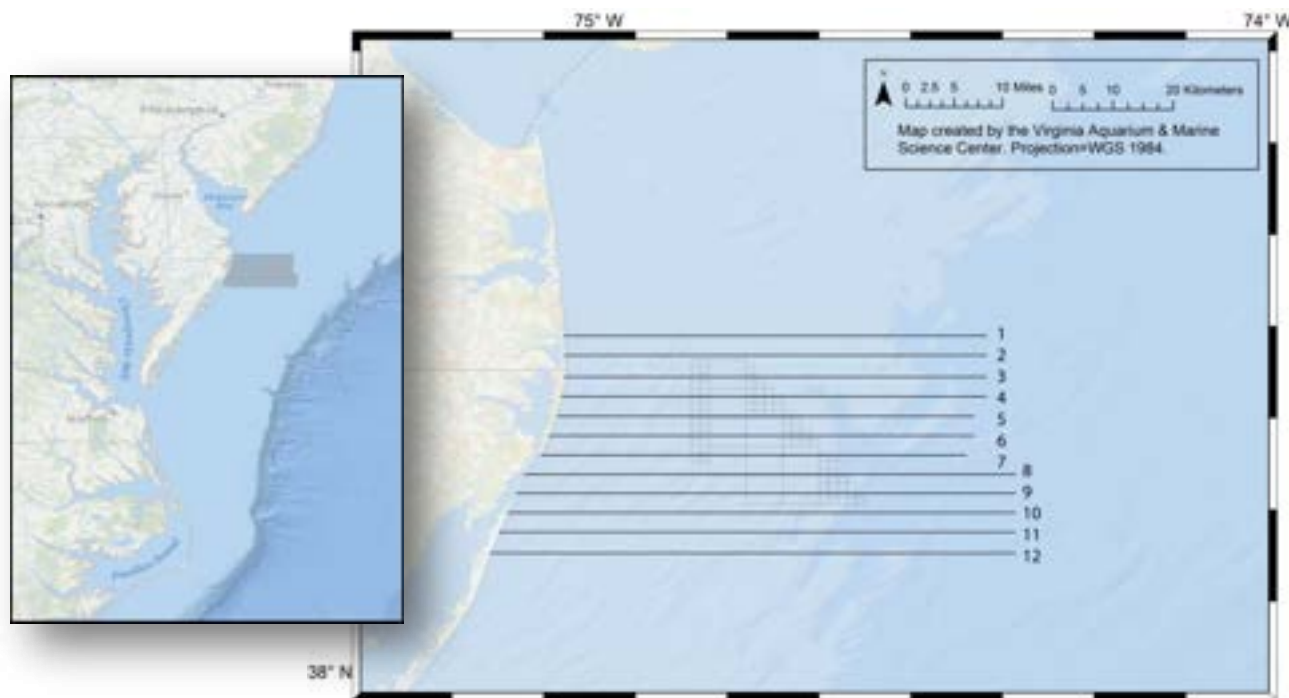 75° W
74° W
N
0 2.5 5 10 Miles
0 5 10 20 Kilometers
Map created by the Virginia Aquarium & Marine
Science Center. Projection=WGS 1984.
1
2
3
4
5
6
7
8
9
10
11
12
38° N